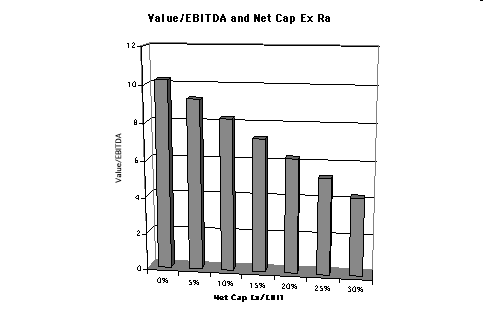 Value/EBITDA and Net Cap Ex Ra
12
10
8
6
4
2
0
Value/EBITDA
0% 5% 10% 15% 20% 25% 30%
Net Cap Ex/EBIT